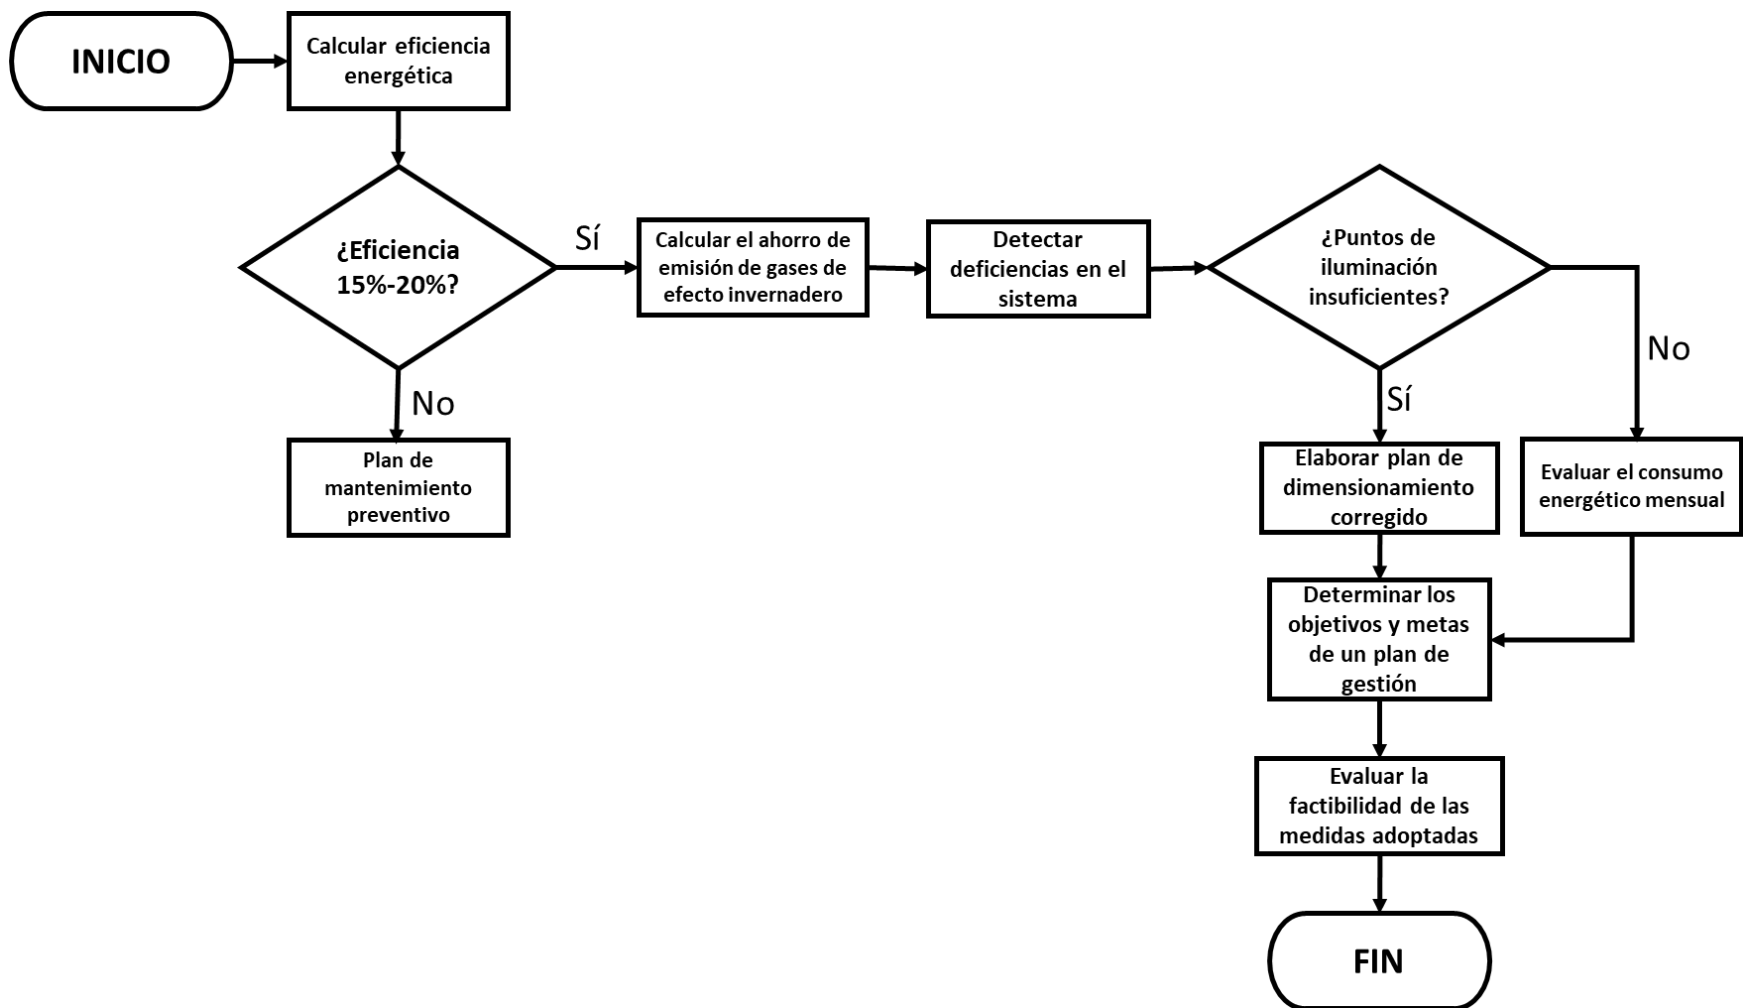 INICIO
Calcular eficiencia
energética
¿Eficiencia
15%-20%?
Sí
No
Plan de
mantenimiento
preventivo
Calcular el ahorro de
emisión de gases de
efecto invernadero
Detectar
deficiencias en el
sistema
¿Puntos de
iluminación
insuficientes?
Sí
No
Elaborar plan de
dimensionamiento
corregido
Evaluar el consumo
energético mensual
Determinar los
objetivos y metas
de un plan de
gestión
Evaluar la
factibilidad de las
medidas adoptadas
FIN